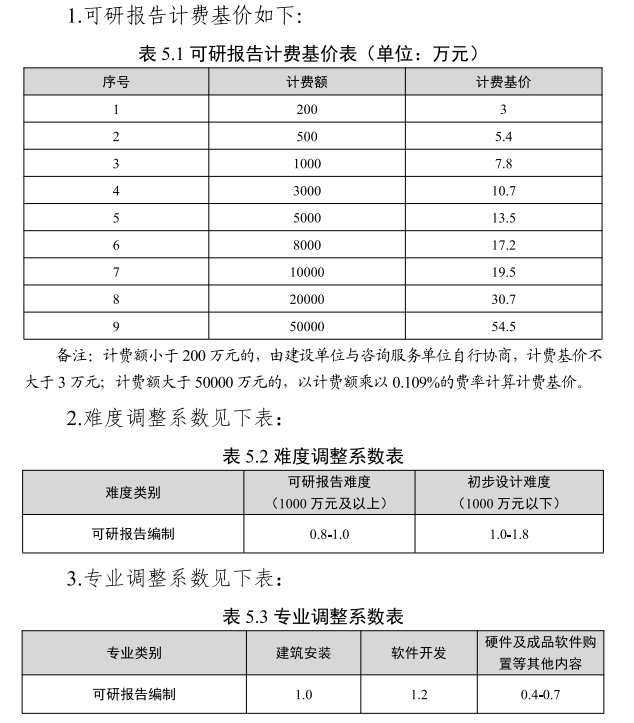 1.可研报告计费基价如下：
表 5.1 可研报告计费基价表（单位：万元）
序号 计费额 计费基价
1 200 3
2 500 5.4
3 1000 7.8
4 3000 10.7
5 5000 13.5
6 8000 17.2
7 10000 19.5
8 20000 30.7
9 50000 54.5
备注：计费额小于 200 万元的，由建设单位与咨询服务单位自行协商，计费基价不
大于 3 万元；计费额大于 50000 万元的，以计费额乘以 0.109%的费率计算计费基价。
2.难度调整系数见下表：
表 5.2 难度调整系数表
难度类别 可研报告难度 初步设计难度
（1000 万元及以上） （1000 万元以下）
可研报告编制 0.8-1.0 1.0-1.8
3.专业调整系数见下表：
表 5.3 专业调整系数表
专业类别 建筑安装 软件开发 硬件及成品软件购
置等其他内容
可研报告编制 1.0 1.2 0.4-0.7